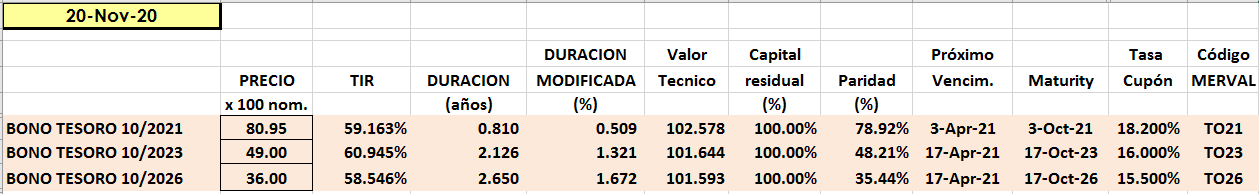 20-Nov-20
DURACION Valor Capital Próximo Tasa Código
PRECIO TIR DURACION MODIFICADA Tecnico residual Paridad Vencim. Maturity Cupón MERVAL
x 100 nom. (años) (%) (%) (%)
BONO TESORO 10/2021 80.95 59.163% 0.810 0.509 102.578 100.00% 78.92% 3-Apr-21 3-Oct-21 18.200% TO21
BONO TESORO 10/2023 49.00 60.945% 2.126 1.321 101.644 100.00% 48.21% 17-Apr-21 17-Oct-23 16.000% TO23
BONO TESORO 10/2026 36.00 58.546% 2.650 1.672 101.593 100.00% 35.44% 17-Apr-21 17-Oct-26 15.500% TO26